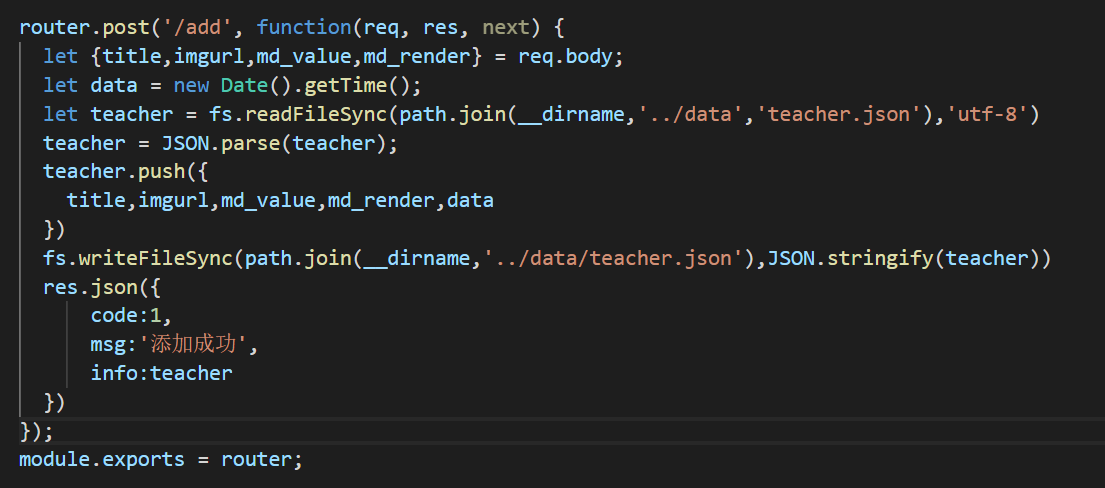 router.post('/add', function(req, res, next) {
let {title,imgurl,md_value,md_render} = req.body;
let data = new Date().getTime();
let teacher = fs.readFileSync(path.join(__dirname,'../data','teacher.json'),'utf-8')
teacher = JSON.parse(teacher);
teacher.push({
title,imgurl,md_value,md_render,data
})
fs.writeFileSync(path.join(__dirname,'../data/teacher.json'),JSON.stringify(teacher))
res.json({
code:1,
msg:'添加成功',
info:teacher
})
});
module.exports = router;